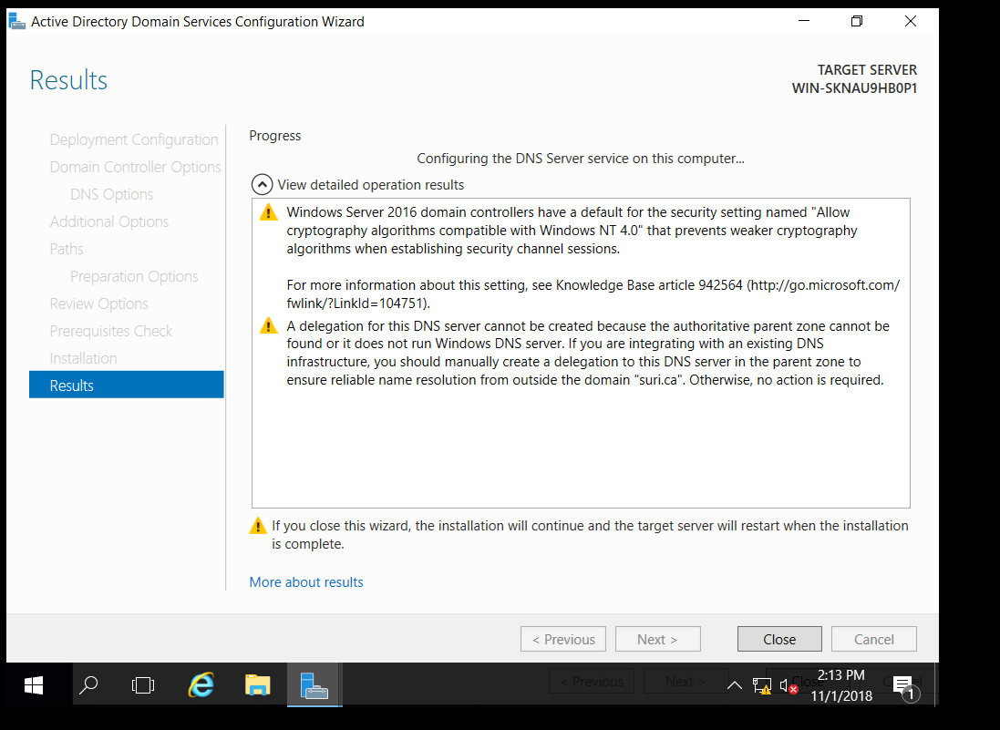 Active Directory Domain Services Configuration Wizard
Results
TARGET SERVER
WIN-SKNAU9HB0P1
Deployment Configuration
Domain Controller Options
DNS Options
Additional Options
Paths
Preparation Options
Review Options
Prerequisites Check
Installation
Results
Progress
Configuring the DNS Server service on this computer...
View detailed operation results
Windows Server 2016 domain controllers have a default for the security setting named "Allow
cryptography algorithms compatible with Windows NT 4.0" that prevents weaker cryptography
algorithms when establishing security channel sessions.
For more information about this setting, see Knowledge Base article 942564 (http://go.microsoft.com/
fwlink/?LinkId=104751).
A delegation for this DNS server cannot be created because the authoritative parent zone cannot be
found or it does not run Windows DNS server. If you are integrating with an existing DNS
infrastructure, you should manually create a delegation to this DNS server in the parent zone to
ensure reliable name resolution from outside the domain "suri.ca". Otherwise, no action is required.
If you close this wizard, the installation will continue and the target server will restart when the installation
is complete.
More about results
< Previous Next > Close Cancel
< Previous Next > Close Cancel
2:13 PM
11/1/2018
1